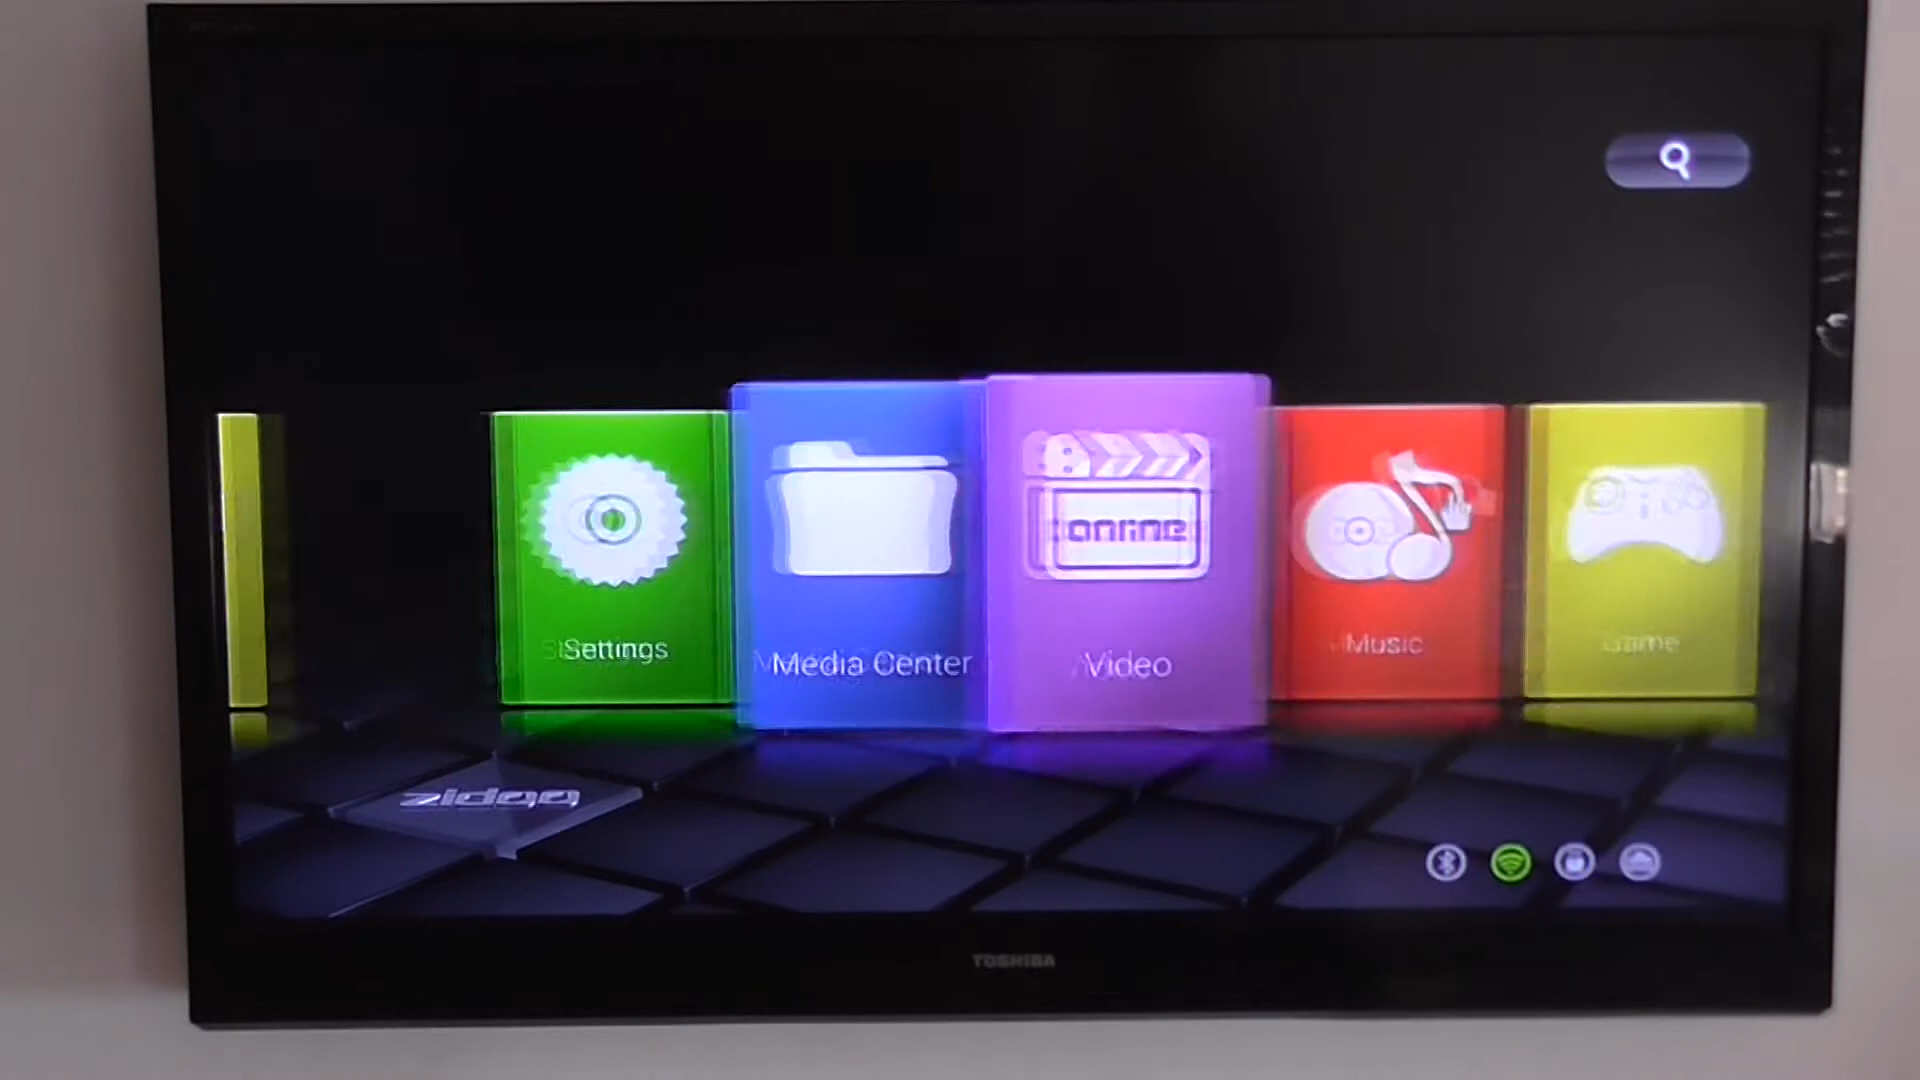 ONLINE
Settings
Media Center
Video
Music
Game
ZIDOO
TOSHIBA